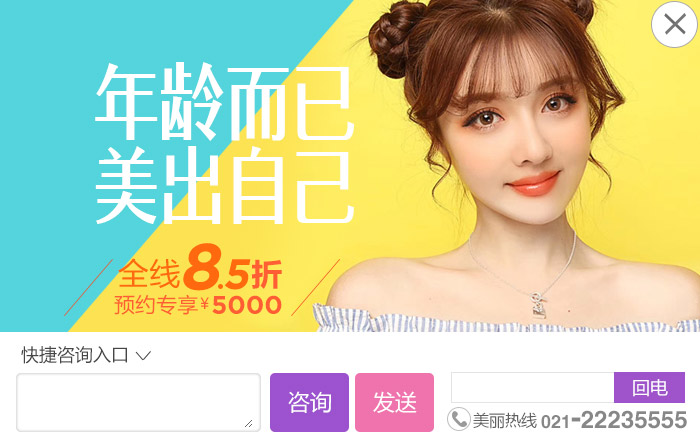 年龄而已
美出自己
全线8.5折
预约专享¥5000
快捷咨询入口
咨询
发送
回电
美丽热线 021-22235555